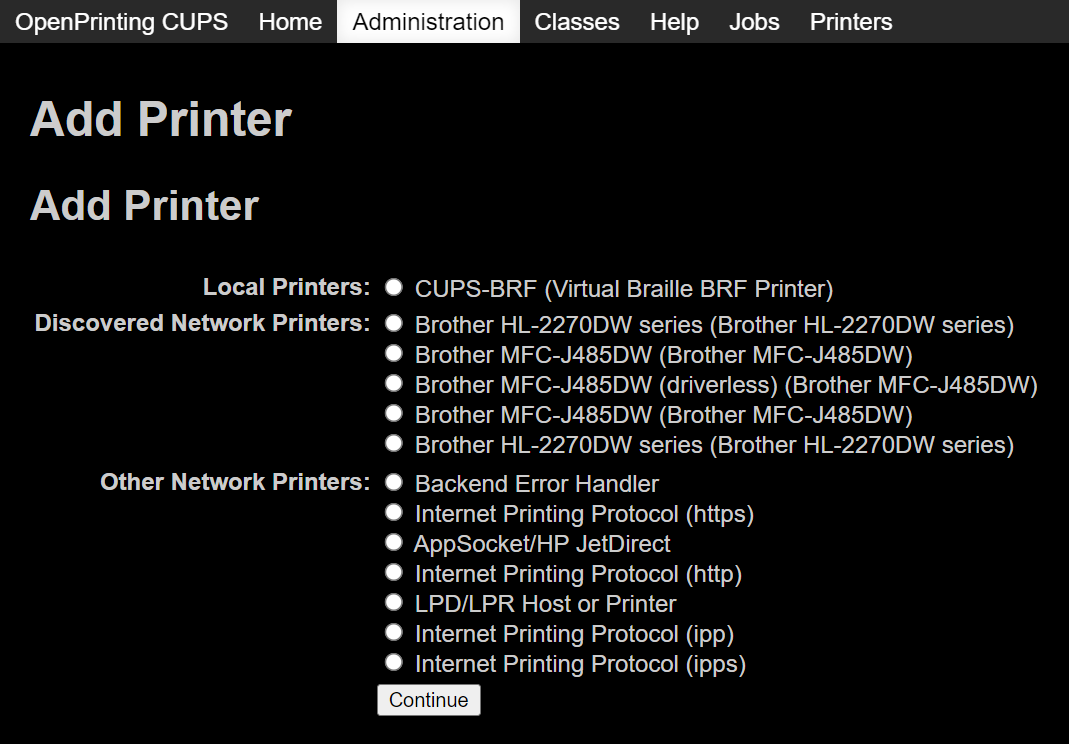 OpenPrinting CUPS Home Administration Classes Help Jobs Printers
Add Printer
Add Printer
Local Printers: CUPS-BRF (Virtual Braille BRF Printer)
Discovered Network Printers: Brother HL-2270DW series (Brother HL-2270DW series)
Brother MFC-J485DW (Brother MFC-J485DW)
Brother MFC-J485DW (driverless) (Brother MFC-J485DW)
Brother MFC-J485DW (Brother MFC-J485DW)
Brother HL-2270DW series (Brother HL-2270DW series)
Other Network Printers: Backend Error Handler
Internet Printing Protocol (https)
AppSocket/HP JetDirect
Internet Printing Protocol (http)
LPD/LPR Host or Printer
Internet Printing Protocol (ipp)
Internet Printing Protocol (ipps)
Continue